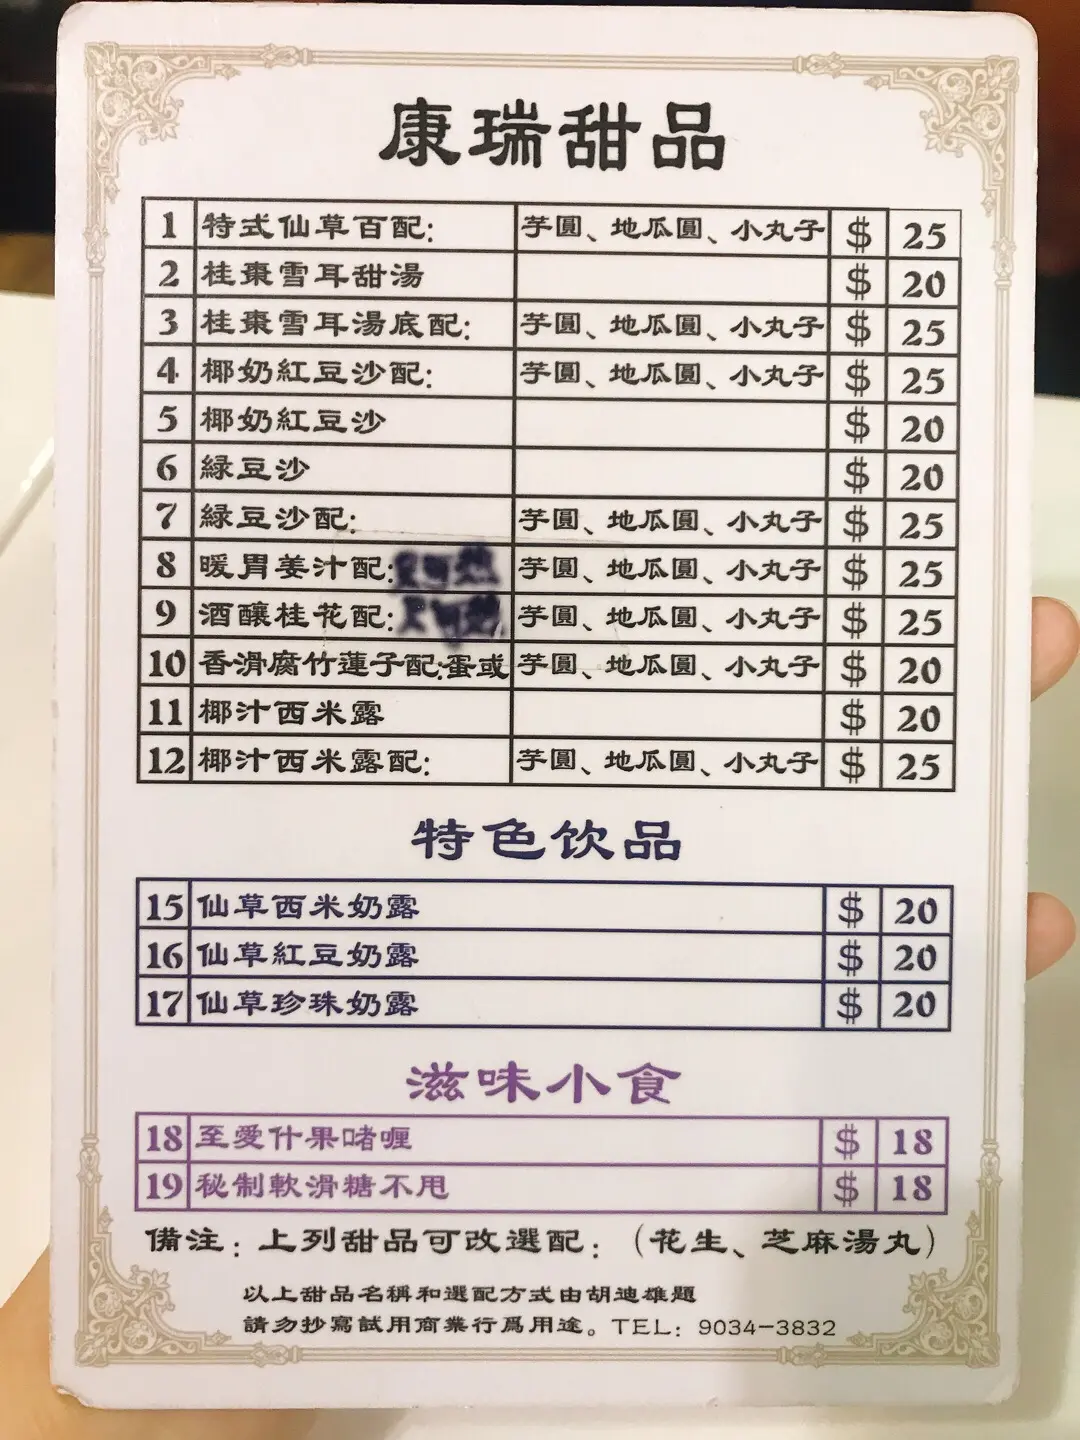 康瑞甜品
1 特式仙草百配: 芋圓、地瓜圓、小丸子 $ 25
2 桂棗雪耳甜湯 $ 20
3 桂棗雪耳湯底配: 芋圓、地瓜圓、小丸子 $ 25
4 椰奶紅豆沙配: 芋圓、地瓜圓、小丸子 $ 25
5 椰奶紅豆沙 $ 20
6 綠豆沙 $ 20
7 綠豆沙配: 芋圓、地瓜圓、小丸子 $ 25
8 暖胃姜汁配: 芋圓、地瓜圓、小丸子 $ 25
9 酒釀桂花配: 芋圓、地瓜圓、小丸子 $ 25
10 香滑腐竹蓮子配:蛋或 芋圓、地瓜圓、小丸子 $ 20
11 椰汁西米露 $ 20
12 椰汁西米露配: 芋圓、地瓜圓、小丸子 $ 25
特色饮品
15 仙草西米奶露 $ 20
16 仙草紅豆奶露 $ 20
17 仙草珍珠奶露 $ 20
滋味小食
18 至愛什果啫喱 $ 18
19 秘制軟滑糖不甩 $ 18
備注: 上列甜品可改選配: (花生、芝麻湯丸)
以上甜品名稱和選配方式由胡迪雄題
請勿抄寫試用商業行爲用途。TEL: 9034-3832